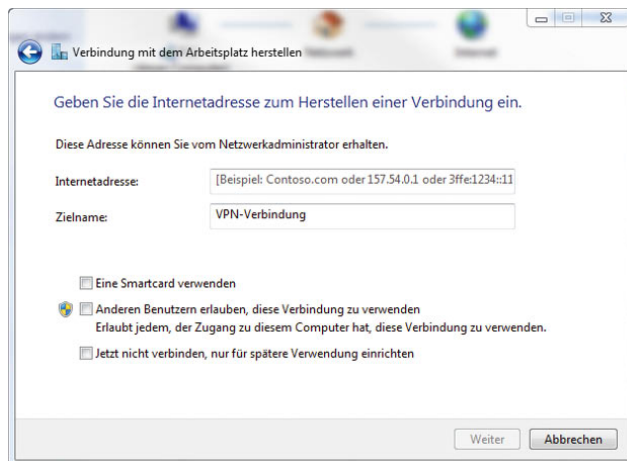 Verbindung mit dem Arbeitsplatz herstellen
Geben Sie die Internetadresse zum Herstellen einer Verbindung ein.
Diese Adresse können Sie vom Netzwerkadministrator erhalten.
Internetadresse:
[Beispiel: Contoso.com oder 157.54.0.1 oder 3ffe:1234::11
Zielname:
VPN-Verbindung
Eine Smartcard verwenden
Anderen Benutzern erlauben, diese Verbindung zu verwenden
Erlaubt jedem, der Zugang zu diesem Computer hat, diese Verbindung zu verwenden.
Jetzt nicht verbinden, nur für spätere Verwendung einrichten
Weiter
Abbrechen